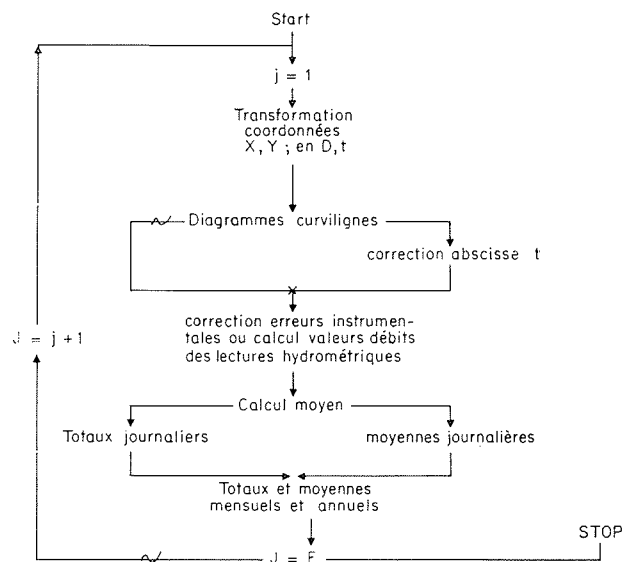 Start
j = 1
Transformation
coordonnées
X, Y ; en D, t
Diagrammes curvilignes
correction abscisse t
correction erreurs instrumen-
tales ou calcul valeurs débits
des lectures hydrométriques
J = j + 1
Calcul moyen
Totaux journaliers
moyennes journalières
Totaux et moyennes
mensuels et annuels
STOP
J = F